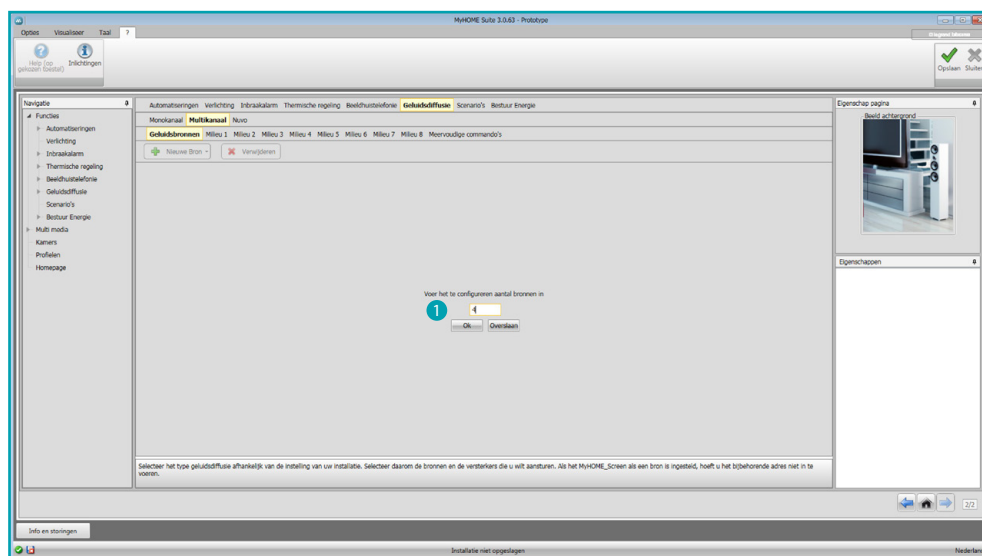 MyHOME Suite 3.0.63 - Prototype
Opties Visualiseer Taal ?
Help (op gekozen toestel)
Inlichtingen
Opslaan Sluiten
Navigatie
Functies
Automatiseringen
Verlichting
Inbraakalarm
Thermische regeling
Beeldhuistelefonie
Geluidsdiffusie
Scenario's
Bestuur Energie
Multi media
Kamers
Profielen
Homepage
Automatiseringen Verlichting Inbraakalarm Thermische regeling Beeldhuistelefonie Geluidsdiffusie Scenario's Bestuur Energie
Monokanaal Multikanaal Nuvo
Geluidsbronnen Milieu 1 Milieu 2 Milieu 3 Milieu 4 Milieu 5 Milieu 6 Milieu 7 Milieu 8 Meervoudige commando's
Nieuwe Bron Verwijderen
Voer het te configureren aantal bronnen in
1
4
Ok Overslaan
Selecteer het type geluidsdiffusie afhankelijk van de instelling van uw installatie. Selecteer daarom de bronnen en de versterkers die u wilt aansturen. Als het MyHOME_Screen als een bron is ingesteld, hoeft u het bijbehorende adres niet in te
voeren.
Eigenschap pagina
Beeld achtergrond
Eigenschappen
2/2
Info en storingen
Installatie niet opgeslagen
Nederlan